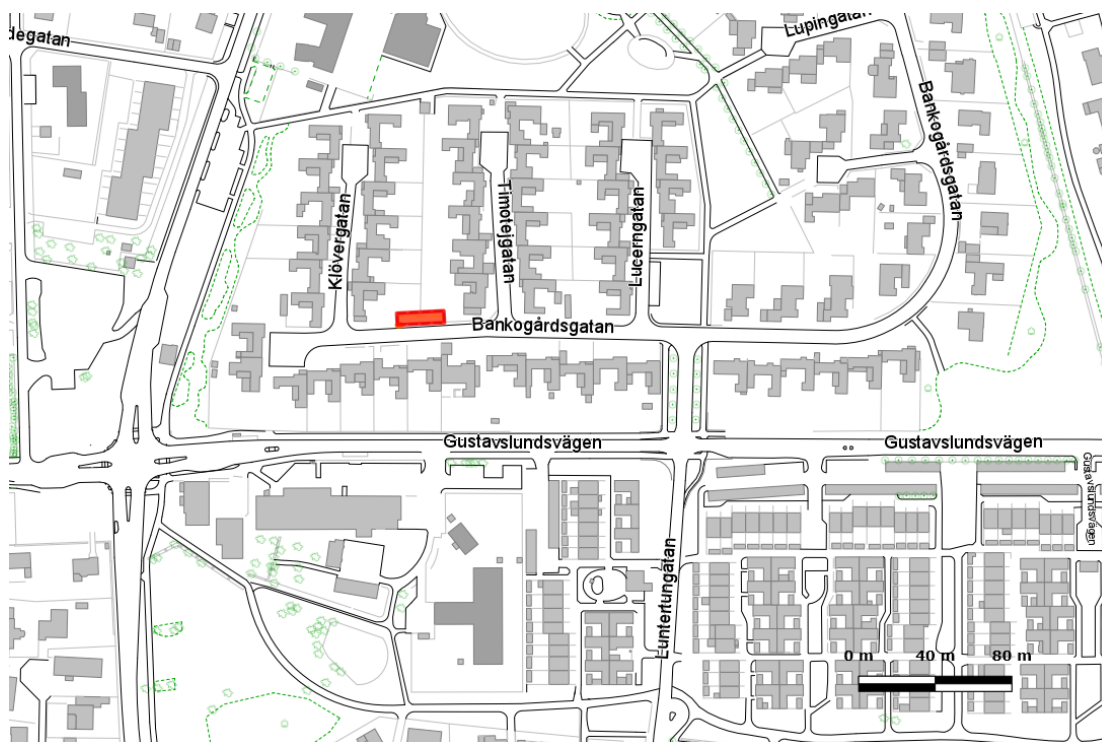 degatan
Lupingatan
Bankogårdsgatan
Klövergatan
Timotejgatan
Lucerngatan
Bankogårdsgatan
Gustavslundsvägen
Gustavslundsvägen
Gustavslundsvägen
Luntertungatan
0 m 40 m 80 m